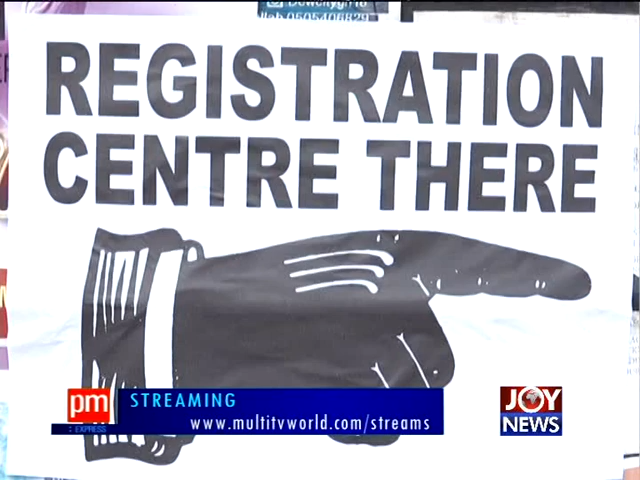 REGISTRATION
CENTRE THERE
pm
EXPRESS
STREAMING
www.multitvworld.com/streams
JOY
NEWS